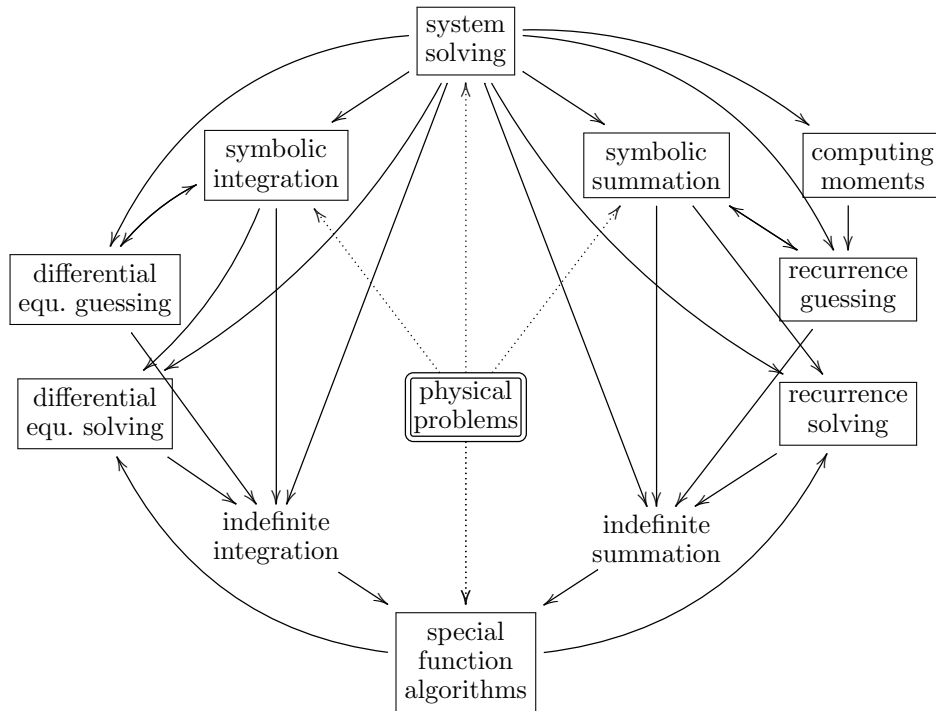 system
solving
symbolic
integration
symbolic
summation
computing
moments
differential
equ. guessing
recurrence
guessing
differential
equ. solving
physical
problems
recurrence
solving
indefinite
integration
indefinite
summation
special
function
algorithms